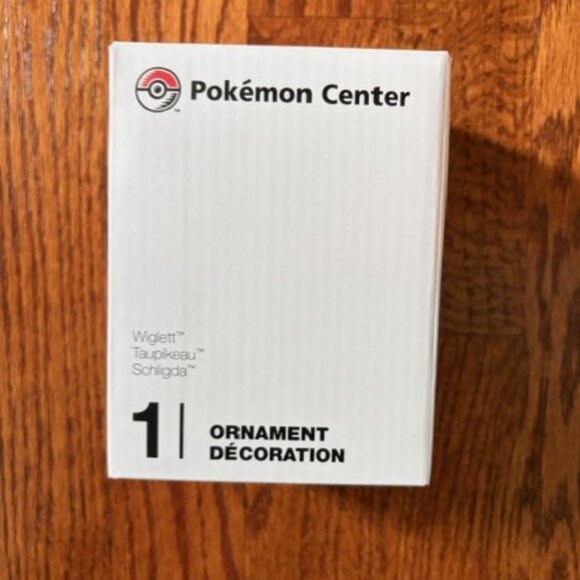 Pokémon Center
Wiglett™
Taupikeau™
Schligda™
1 | ORNAMENT
DÉCORATION